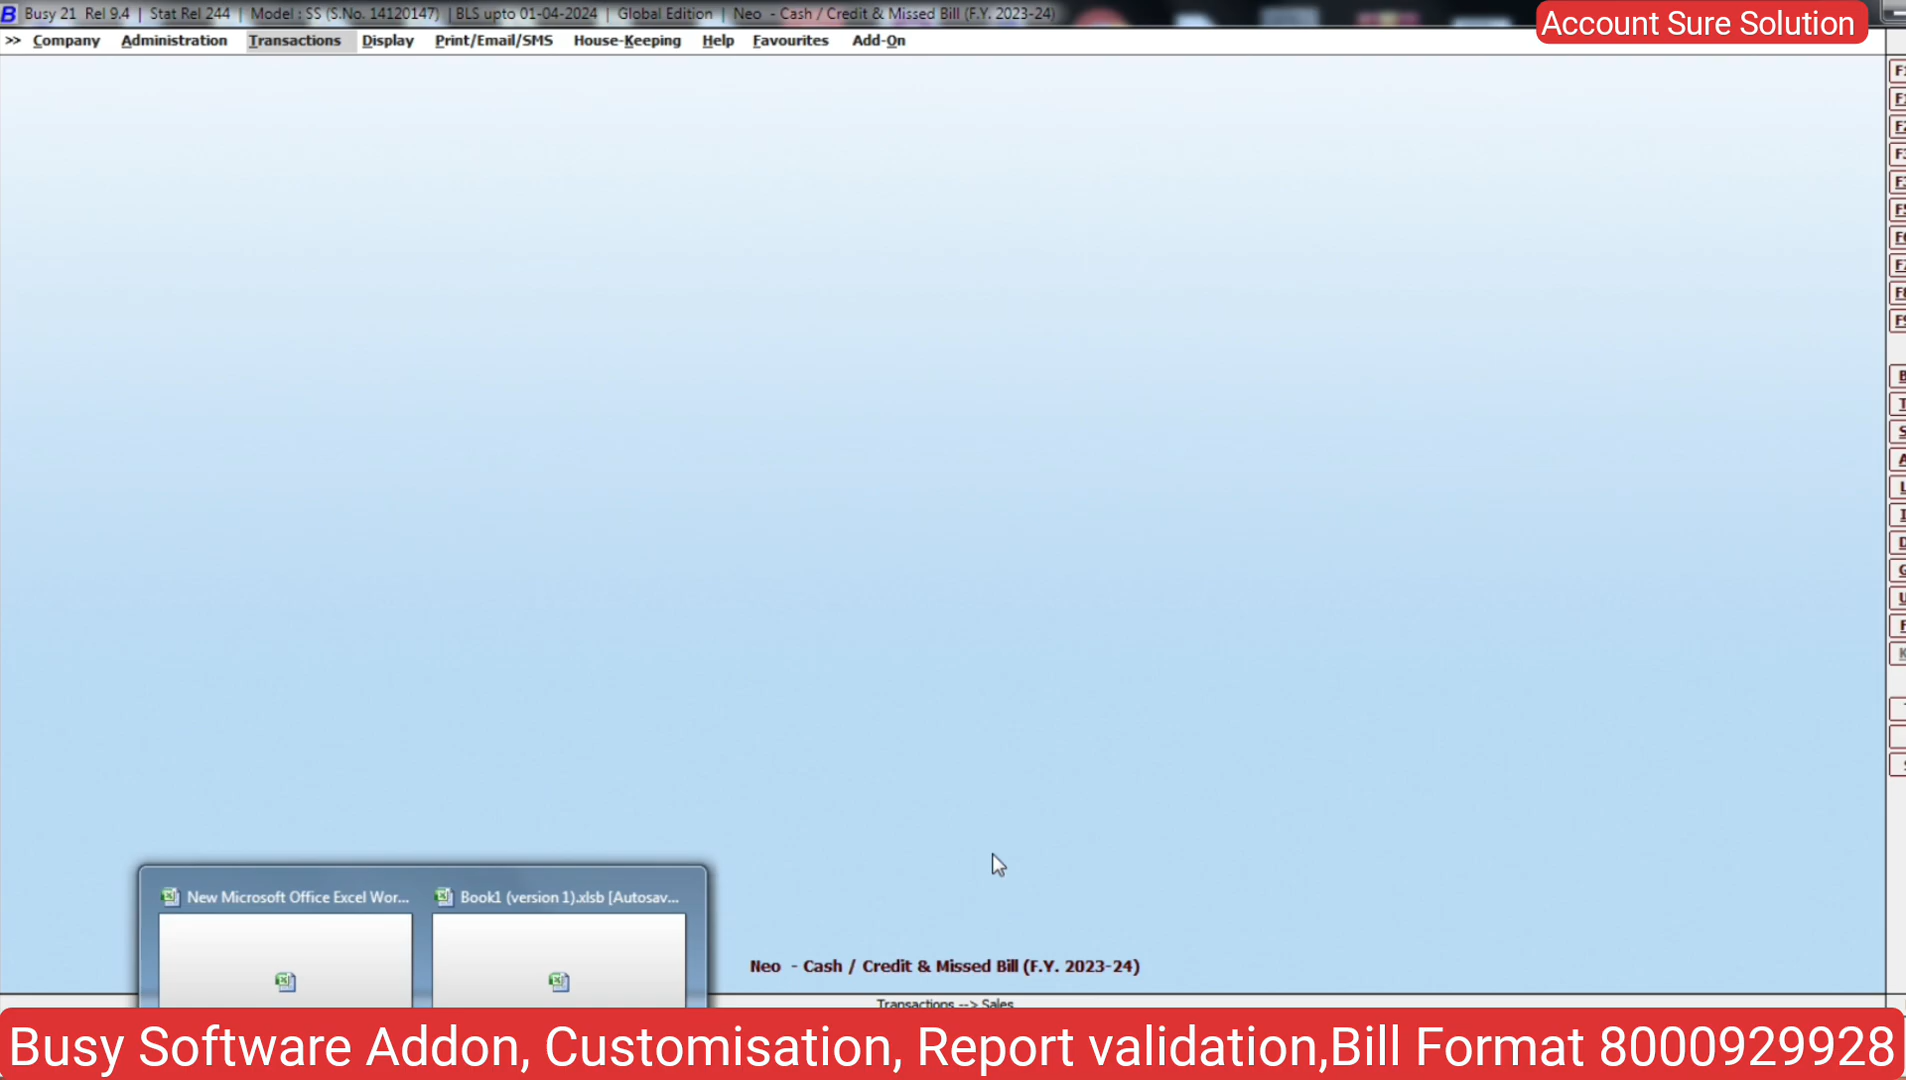 Busy 21 Rel 9.4 | Stat Rel 244 | Model : SS (S.No. 14120147) | BLS upto 01-04-2024 | Global Edition | Neo - Cash / Credit & Missed Bill (F.Y. 2023-24)
Account Sure Solution
>> Company Administration Transactions Display Print/Email/SMS House-Keeping Help Favourites Add-On
New Microsoft Office Excel Wor... Book1 (version 1).xlsb [Autosav...
Neo - Cash / Credit & Missed Bill (F.Y. 2023-24)
Transactions --> Sales
Busy Software Addon, Customisation, Report validation,Bill Format 8000929928